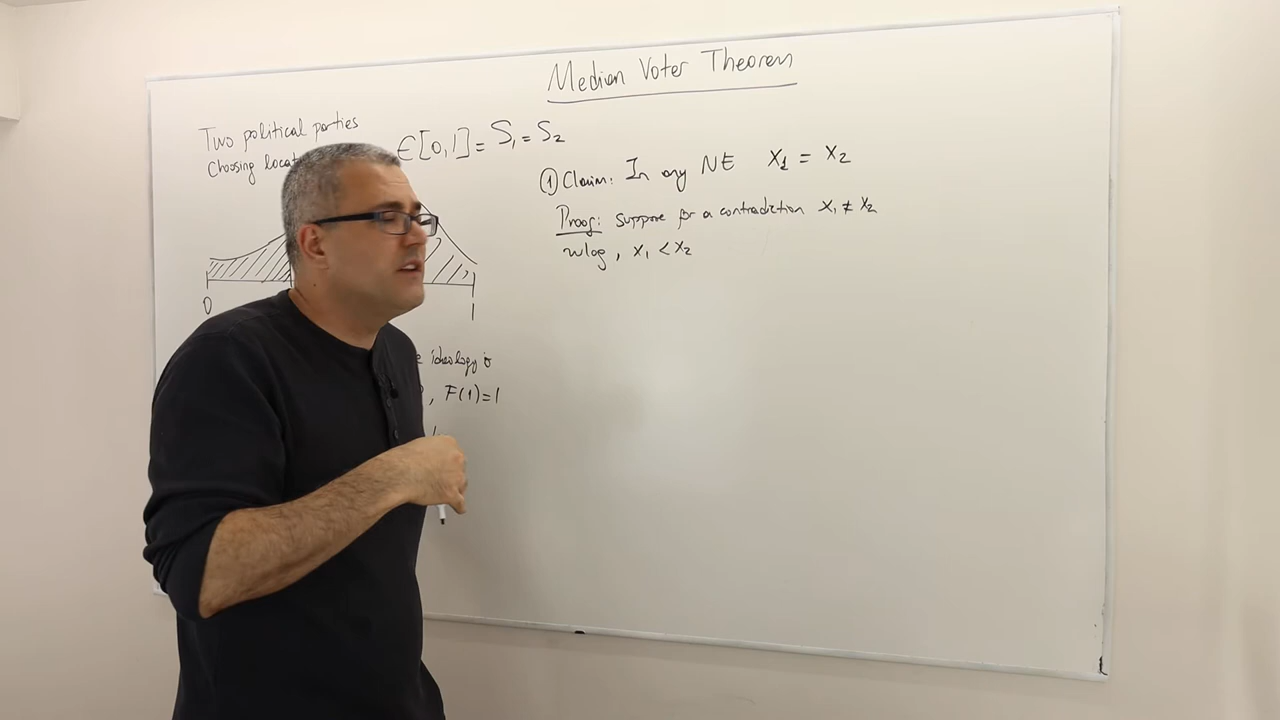 Median Voter Theorem
Two political parties
Choosing ∈[0,1] = S₁ = S₂
0 1
ideology is
, F(1)=1
① Claim: In any NE x₁ = x₂
Proof: Suppose for a contradiction x₁ ≠ x₂
wlog, x₁ < x₂